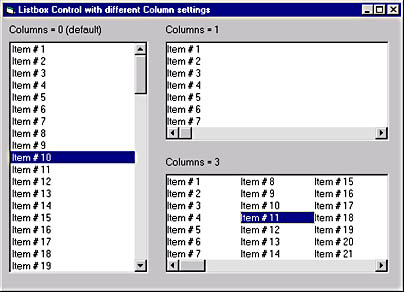 Listbox Control with different Column settings
Columns = 0 (default)
Item # 1
Item # 2
Item # 3
Item # 4
Item # 5
Item # 6
Item # 7
Item # 8
Item # 9
Item # 10
Item # 11
Item # 12
Item # 13
Item # 14
Item # 15
Item # 16
Item # 17
Item # 18
Item # 19
Columns = 1
Item # 1
Item # 2
Item # 3
Item # 4
Item # 5
Item # 6
Item # 7
Columns = 3
Item # 1 Item # 8 Item # 15
Item # 2 Item # 9 Item # 16
Item # 3 Item # 10 Item # 17
Item # 4 Item # 11 Item # 18
Item # 5 Item # 12 Item # 19
Item # 6 Item # 13 Item # 20
Item # 7 Item # 14 Item # 21